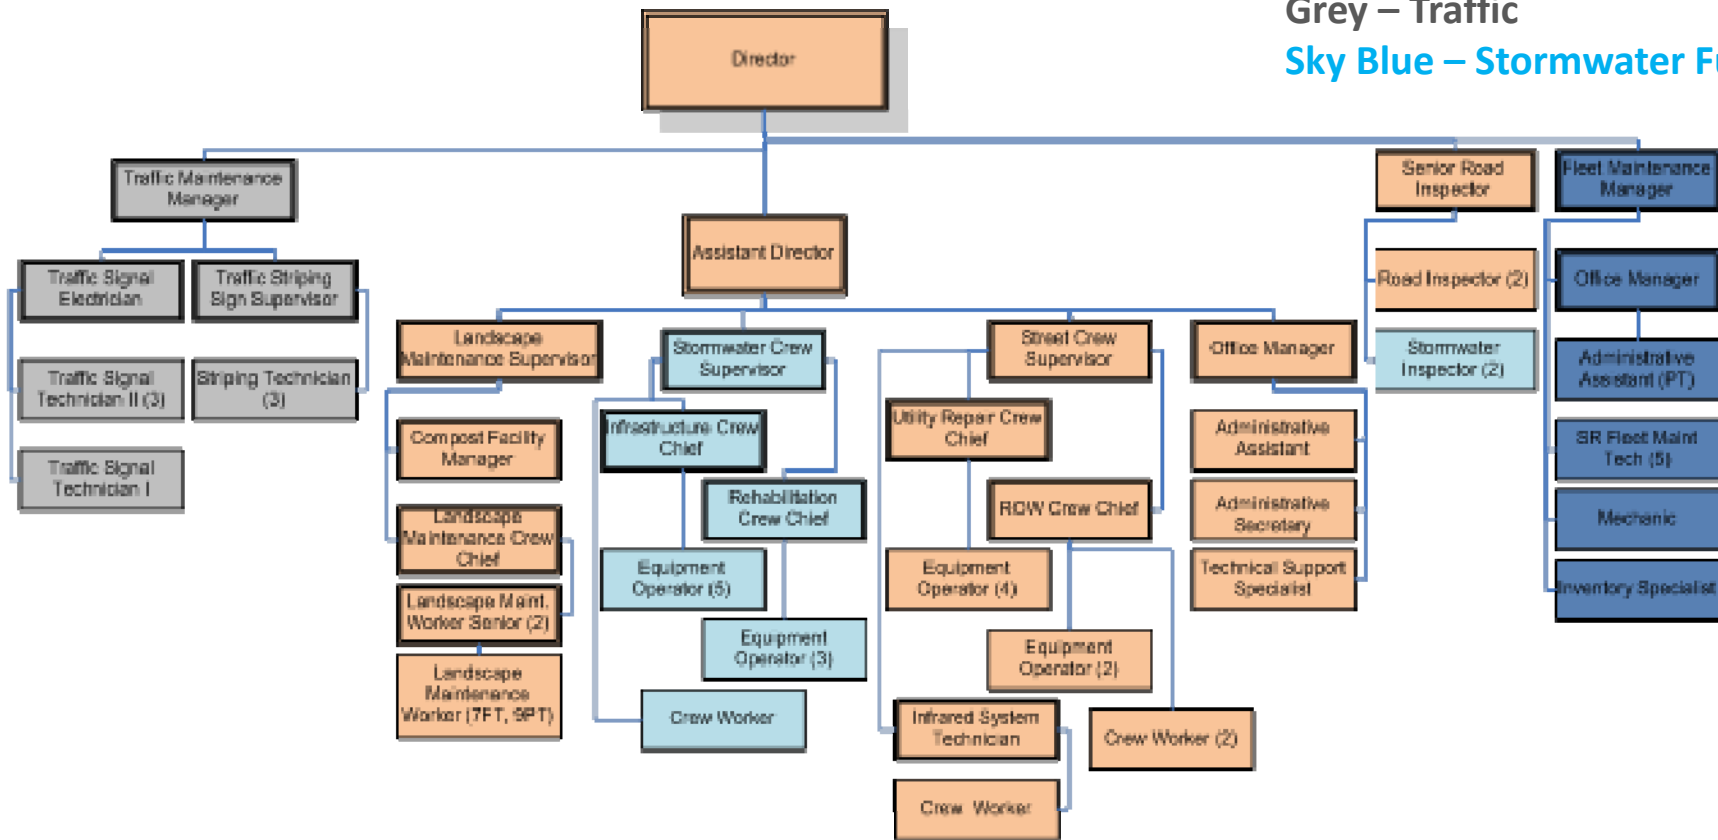 Grey – Traffic
Sky Blue – Stormwater Fu
Director
Traffic Maintenance
Manager
Senior Road
Inspector
Fleet Maintenance
Manager
Assistant Director
Traffic Signal
Electrician
Traffic Striping
Sign Supervisor
Road Inspector (2)
Office Manager
Landscape
Maintenance Supervisor
Stormwater Crew
Supervisor
Street Crew
Supervisor
Office Manager
Stormwater
Inspector (2)
Administrative
Assistant (PT)
Traffic Signal
Technician II (3)
Striping Technician
(3)
Compost Facility
Manager
Infrastructure Crew
Chief
Utility Repair Crew
Chief
Administrative
Assistant
SR Fleet Maint
Tech (5)
Traffic Signal
Technician I
Rehabilitation
Crew Chief
ROW Crew Chief
Administrative
Secretary
Mechanic
Landscape
Maintenance Crew
Chief
Equipment
Operator (5)
Equipment
Operator (4)
Technical Support
Specialist
Inventory Specialist
Landscape Maint.
Worker Senior (2)
Equipment
Operator (3)
Equipment
Operator (2)
Landscape
Maintenance
Worker (7FT, 9PT)
Crew Worker
Infrared System
Technician
Crew Worker (2)
Crew Worker